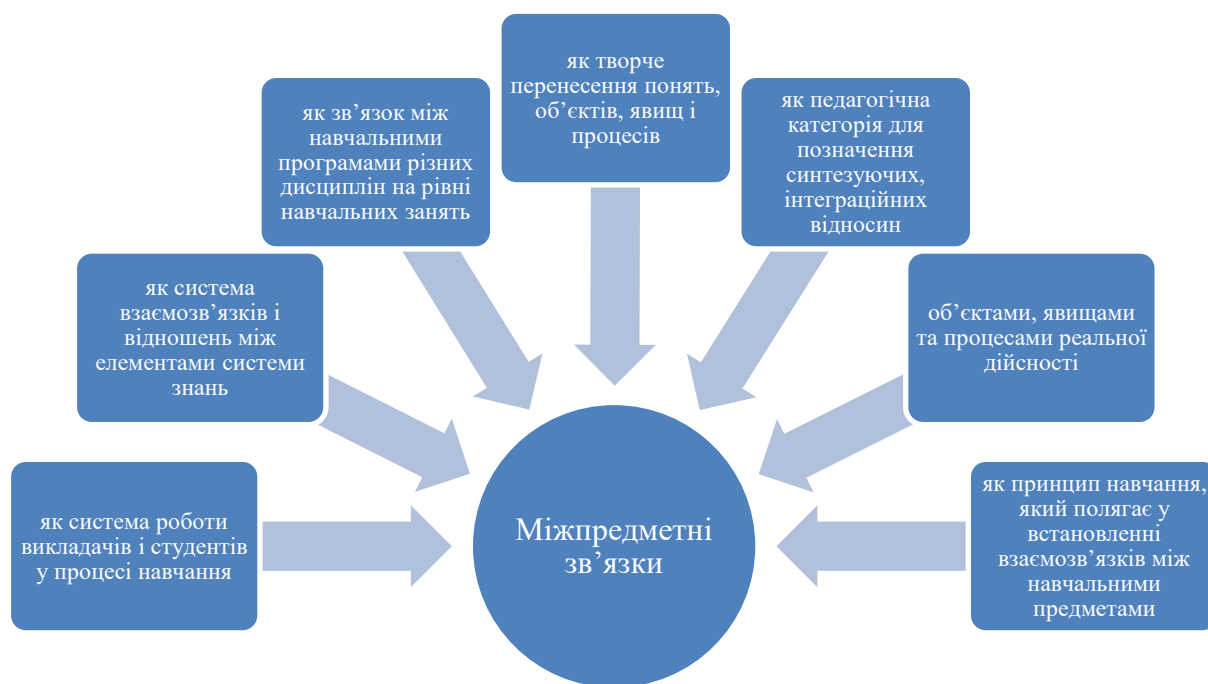 як творче
перенесення понять,
об’єктів, явищ і
процесів
як зв’язок між
навчальними
програмами різних
дисциплін на рівні
навчальних занять
як педагогічна
категорія для
позначення
синтезуючих,
інтеграційних
відносин
як система
взаємозв’язків і
відношень між
елементами системи
знань
об’єктами, явищами
та процесами реальної
дійсності
як система роботи
викладачів і студентів
у процесі навчання
як принцип навчання,
який полягає у
встановленні
взаємозв’язків між
навчальними
предметами
Міжпредметні
зв’язки